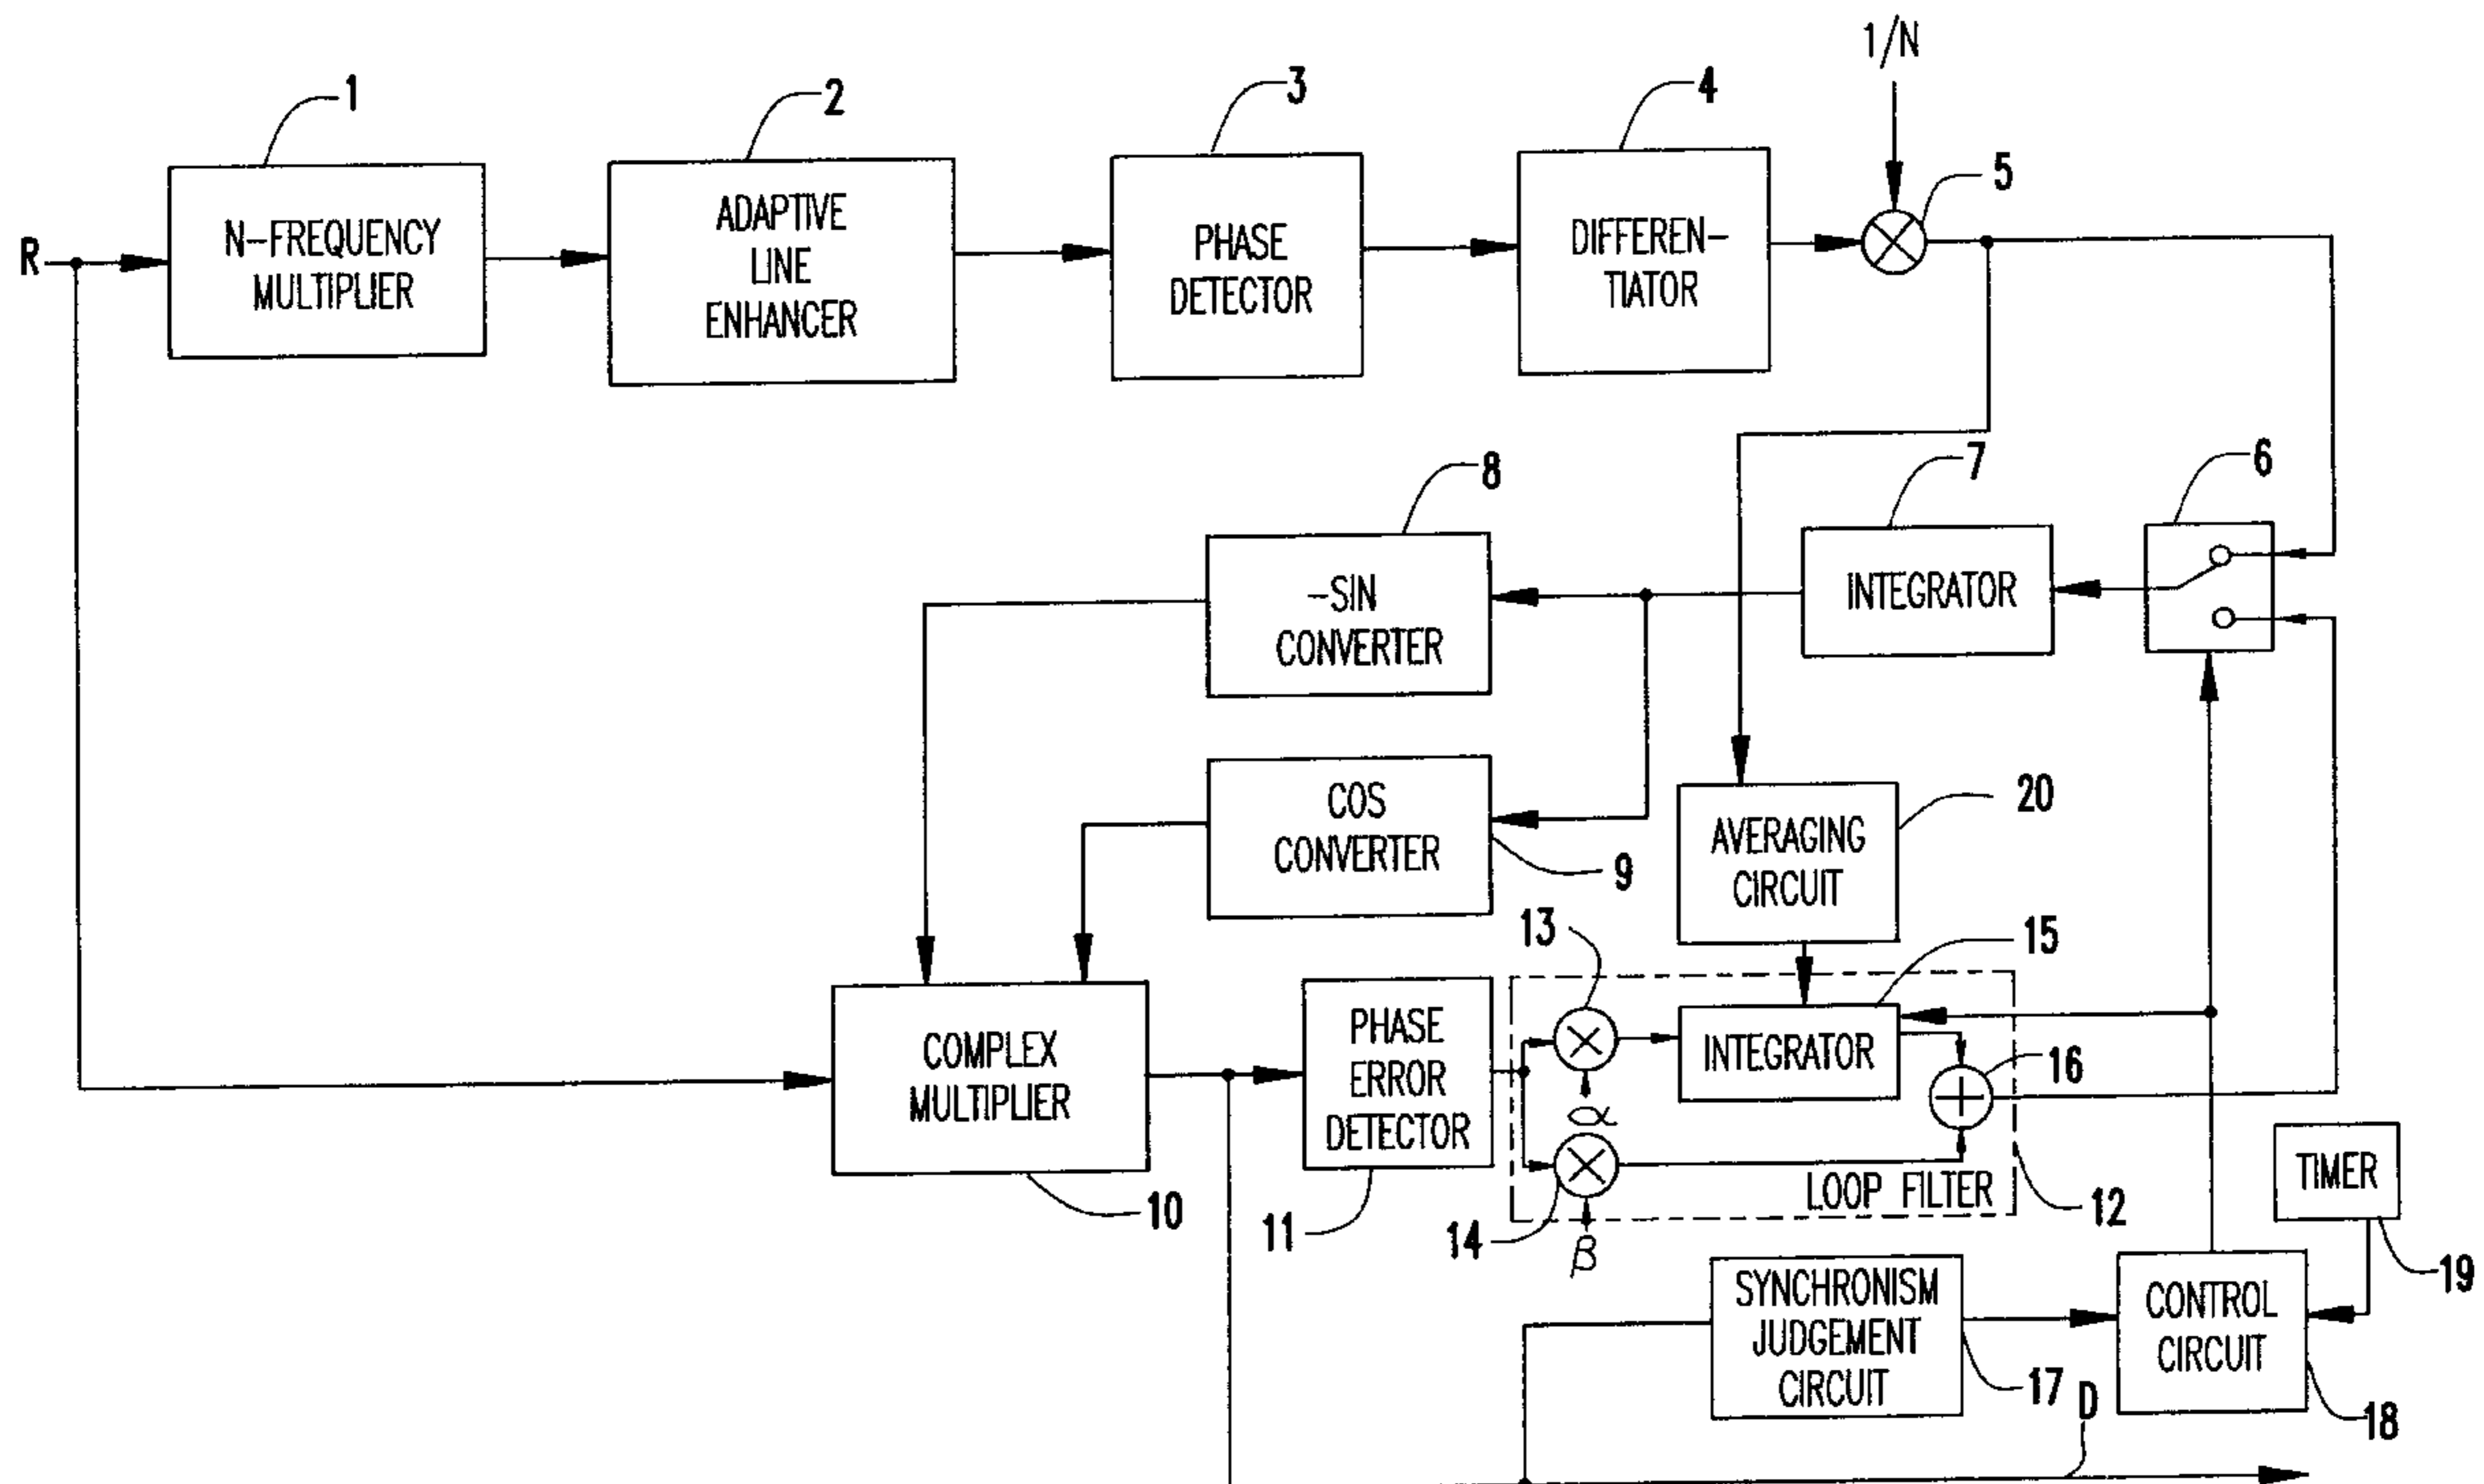 1/N
1
2
3
4
5
R
N-FREQUENCY
MULTIPLIER
ADAPTIVE
LINE
ENHANCER
PHASE
DETECTOR
DIFFEREN-
TIATOR
8
7
6
-SIN
CONVERTER
INTEGRATOR
COS
CONVERTER
9
AVERAGING
CIRCUIT
20
13
15
COMPLEX
MULTIPLIER
10
PHASE
ERROR
DETECTOR
11
α
INTEGRATOR
16
14
β
LOOP FILTER
12
TIMER
19
SYNCHRONISM
JUDGEMENT
CIRCUIT
17
CONTROL
CIRCUIT
18
D